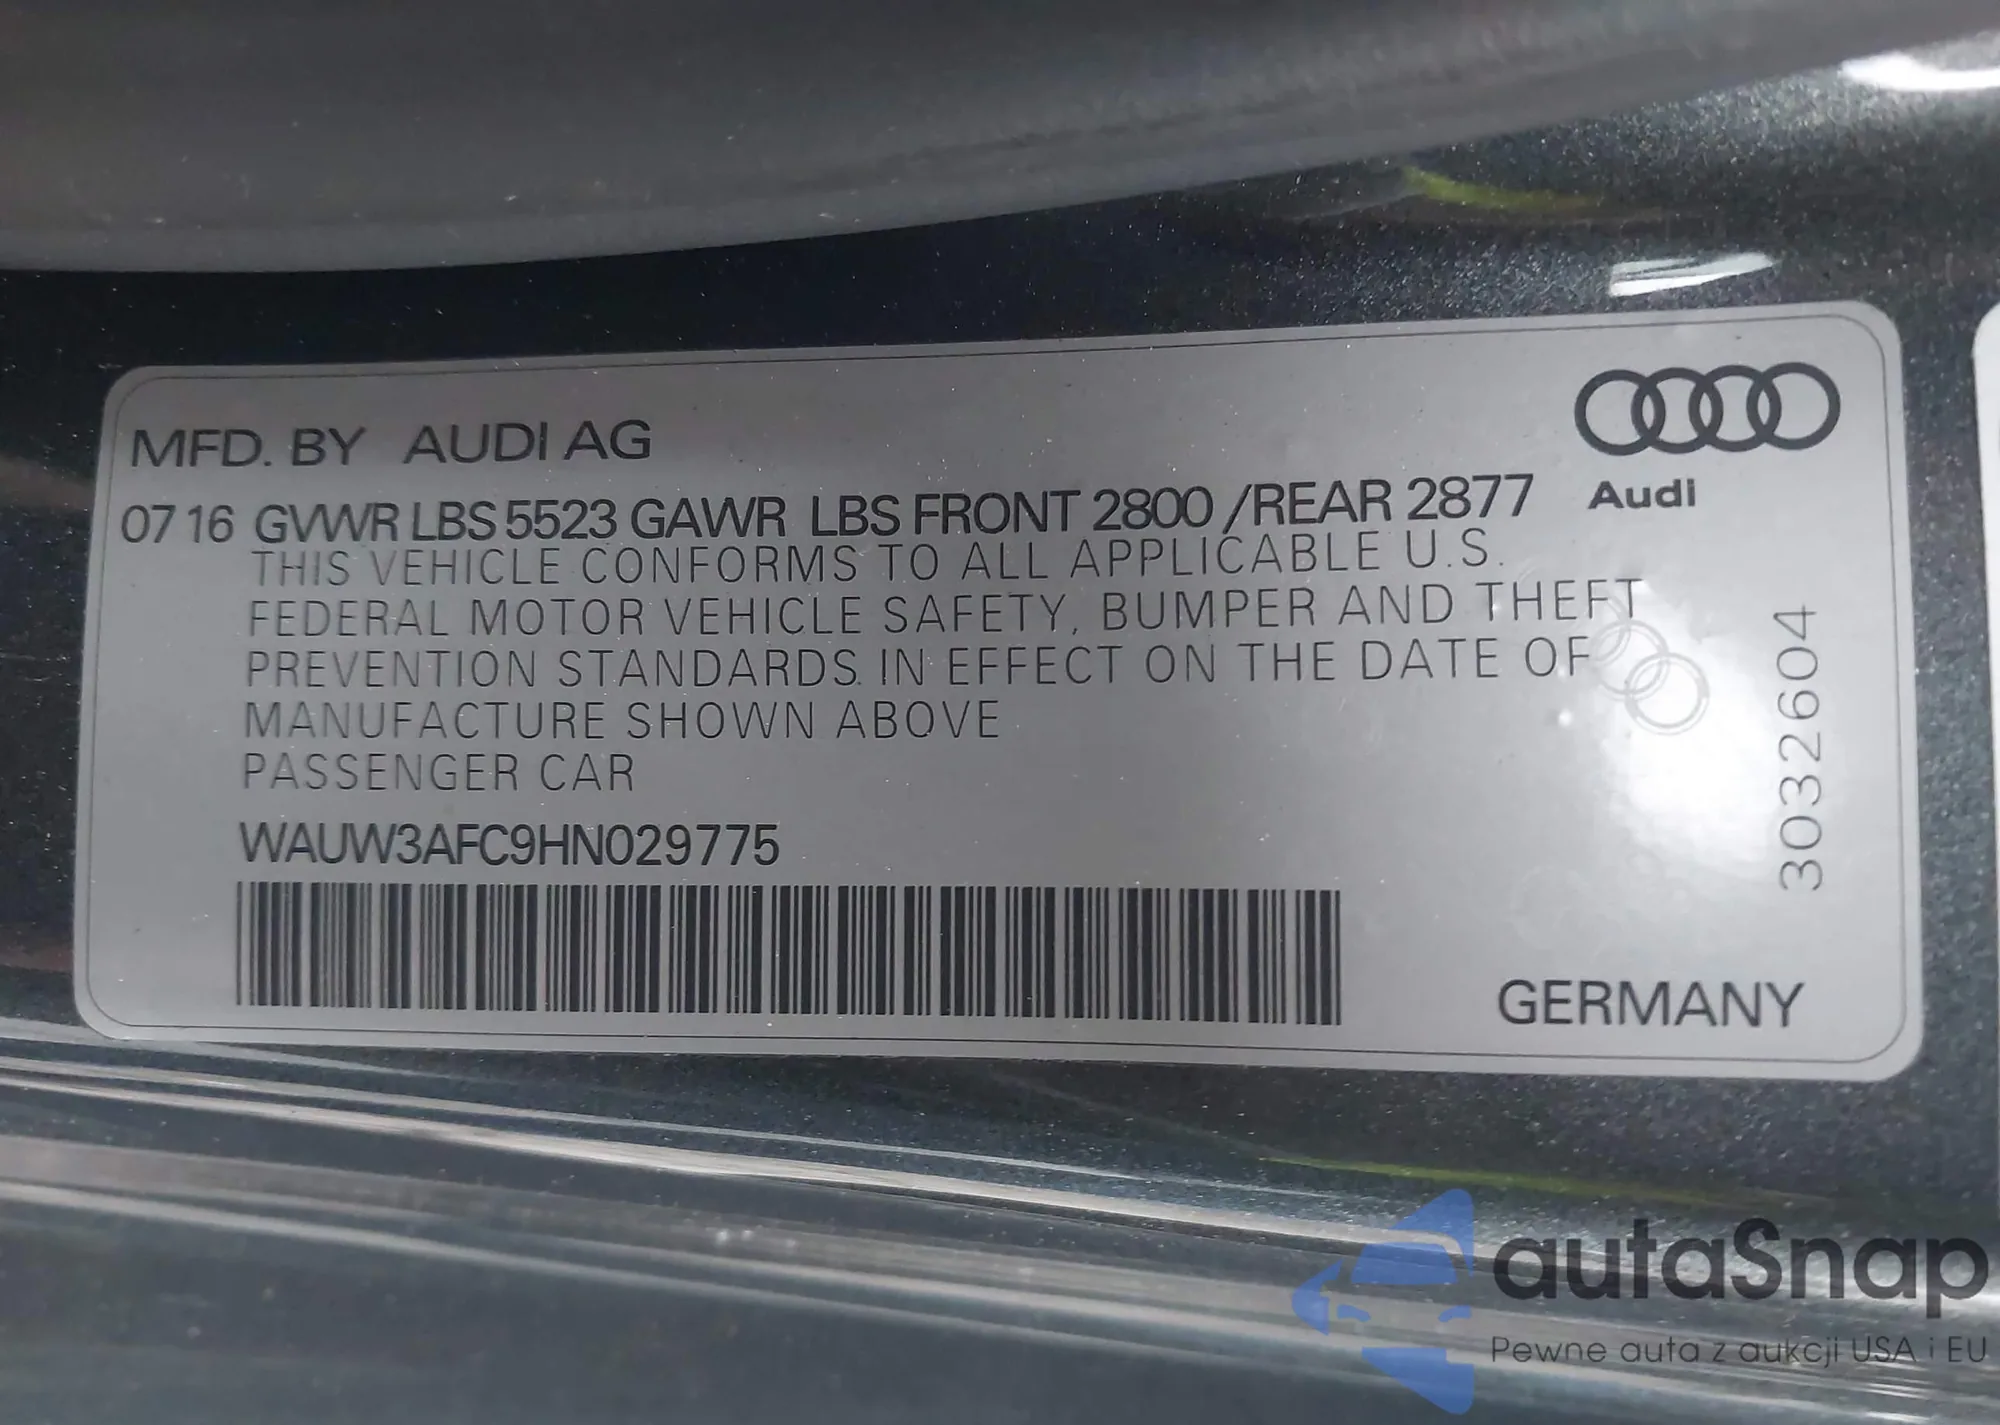 MFD. BY AUDI AG
07 16 GVWR LBS 5523 GAWR LBS FRONT 2800 /REAR 2877
Audi
THIS VEHICLE CONFORMS TO ALL APPLICABLE U.S.
FEDERAL MOTOR VEHICLE SAFETY, BUMPER AND THEFT
PREVENTION STANDARDS IN EFFECT ON THE DATE OF
MANUFACTURE SHOWN ABOVE
PASSENGER CAR
WAUW3AFC9HN029775
3032604
GERMANY
autaSnap
Pewne auta z aukcji USA i EU